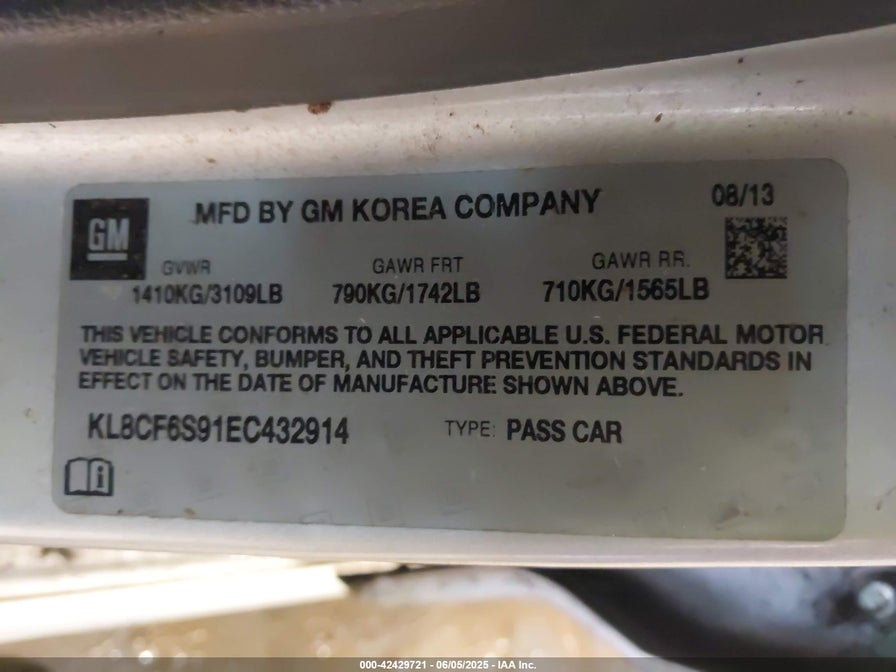 GM
MFD BY GM KOREA COMPANY
08/13
GVWR
GAWR FRT
GAWR RR.
1410KG/3109LB
790KG/1742LB
710KG/1565LB
THIS VEHICLE CONFORMS TO ALL APPLICABLE U.S. FEDERAL MOTOR
VEHICLE SAFETY, BUMPER, AND THEFT PREVENTION STANDARDS IN
EFFECT ON THE DATE OF MANUFACTURE SHOWN ABOVE.
KL8CF6S91EC432914
TYPE: PASS CAR
i
000-42429721 - 06/05/2025 - IAA Inc.